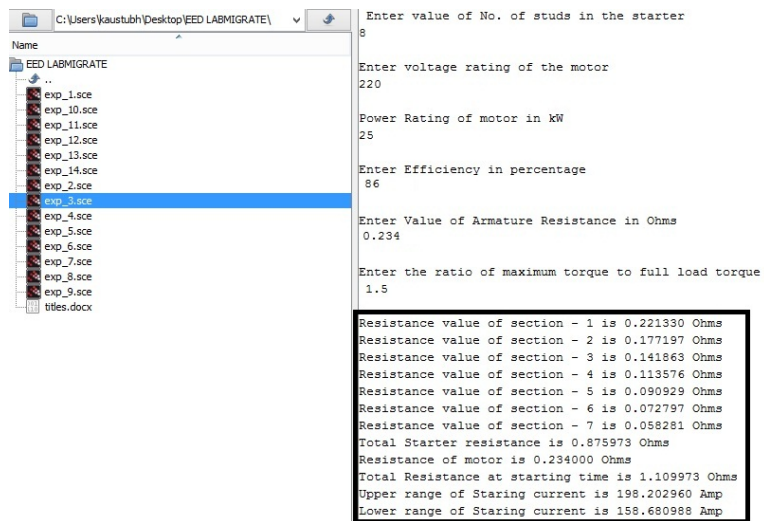 C:\Users\kaustubh\Desktop\EED LABMIGRATE\
Name
EED LABMIGRATE
..
exp_1.sce
exp_10.sce
exp_11.sce
exp_12.sce
exp_13.sce
exp_14.sce
exp_2.sce
exp_3.sce
exp_4.sce
exp_5.sce
exp_6.sce
exp_7.sce
exp_8.sce
exp_9.sce
titles.docx
Enter value of No. of studs in the starter
8
Enter voltage rating of the motor
220
Power Rating of motor in kW
25
Enter Efficiency in percentage
86
Enter Value of Armature Resistance in Ohms
0.234
Enter the ratio of maximum torque to full load torque
1.5
Resistance value of section - 1 is 0.221330 Ohms
Resistance value of section - 2 is 0.177197 Ohms
Resistance value of section - 3 is 0.141863 Ohms
Resistance value of section - 4 is 0.113576 Ohms
Resistance value of section - 5 is 0.090929 Ohms
Resistance value of section - 6 is 0.072797 Ohms
Resistance value of section - 7 is 0.058281 Ohms
Total Starter resistance is 0.875973 Ohms
Resistance of motor is 0.234000 Ohms
Total Resistance at starting time is 1.109973 Ohms
Upper range of Staring current is 198.202960 Amp
Lower range of Staring current is 158.680988 Amp